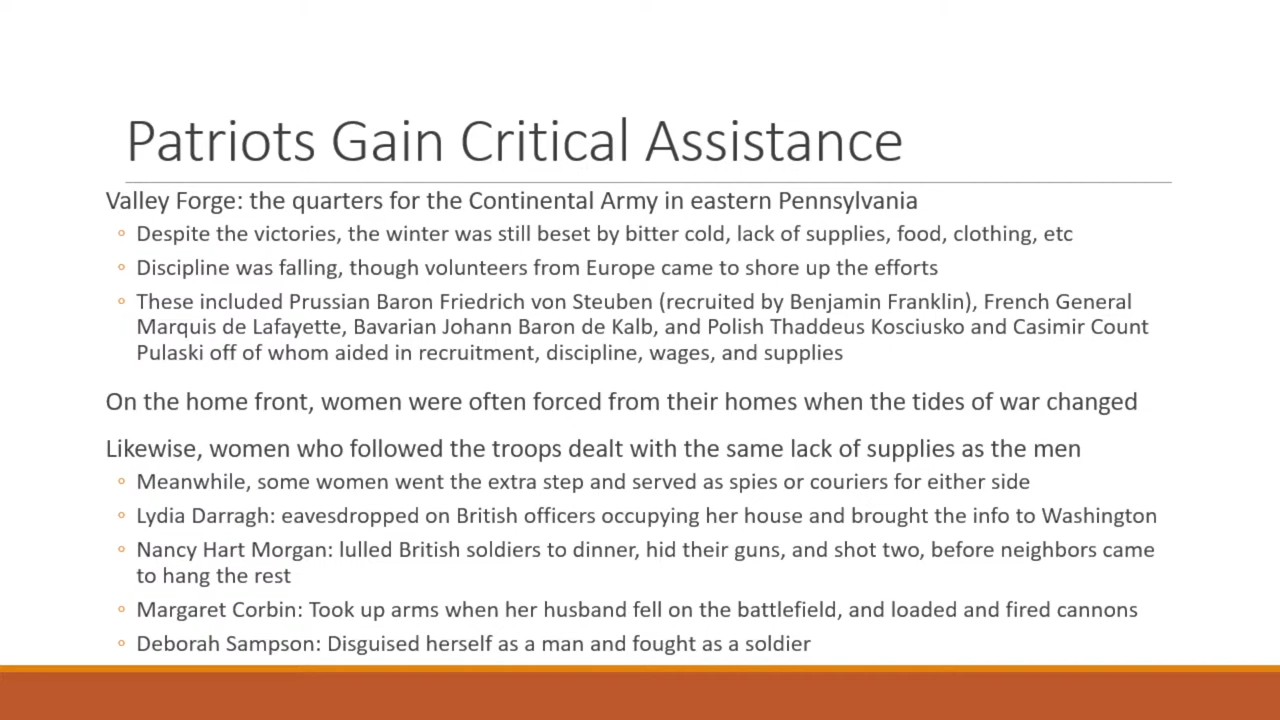 Patriots Gain Critical Assistance
Valley Forge: the quarters for the Continental Army in eastern Pennsylvania
◦ Despite the victories, the winter was still beset by bitter cold, lack of supplies, food, clothing, etc
◦ Discipline was falling, though volunteers from Europe came to shore up the efforts
◦ These included Prussian Baron Friedrich von Steuben (recruited by Benjamin Franklin), French General
Marquis de Lafayette, Bavarian Johann Baron de Kalb, and Polish Thaddeus Kosciusko and Casimir Count
Pulaski off of whom aided in recruitment, discipline, wages, and supplies
On the home front, women were often forced from their homes when the tides of war changed
Likewise, women who followed the troops dealt with the same lack of supplies as the men
◦ Meanwhile, some women went the extra step and served as spies or couriers for either side
◦ Lydia Darragh: eavesdropped on British officers occupying her house and brought the info to Washington
◦ Nancy Hart Morgan: lulled British soldiers to dinner, hid their guns, and shot two, before neighbors came
to hang the rest
◦ Margaret Corbin: Took up arms when her husband fell on the battlefield, and loaded and fired cannons
◦ Deborah Sampson: Disguised herself as a man and fought as a soldier